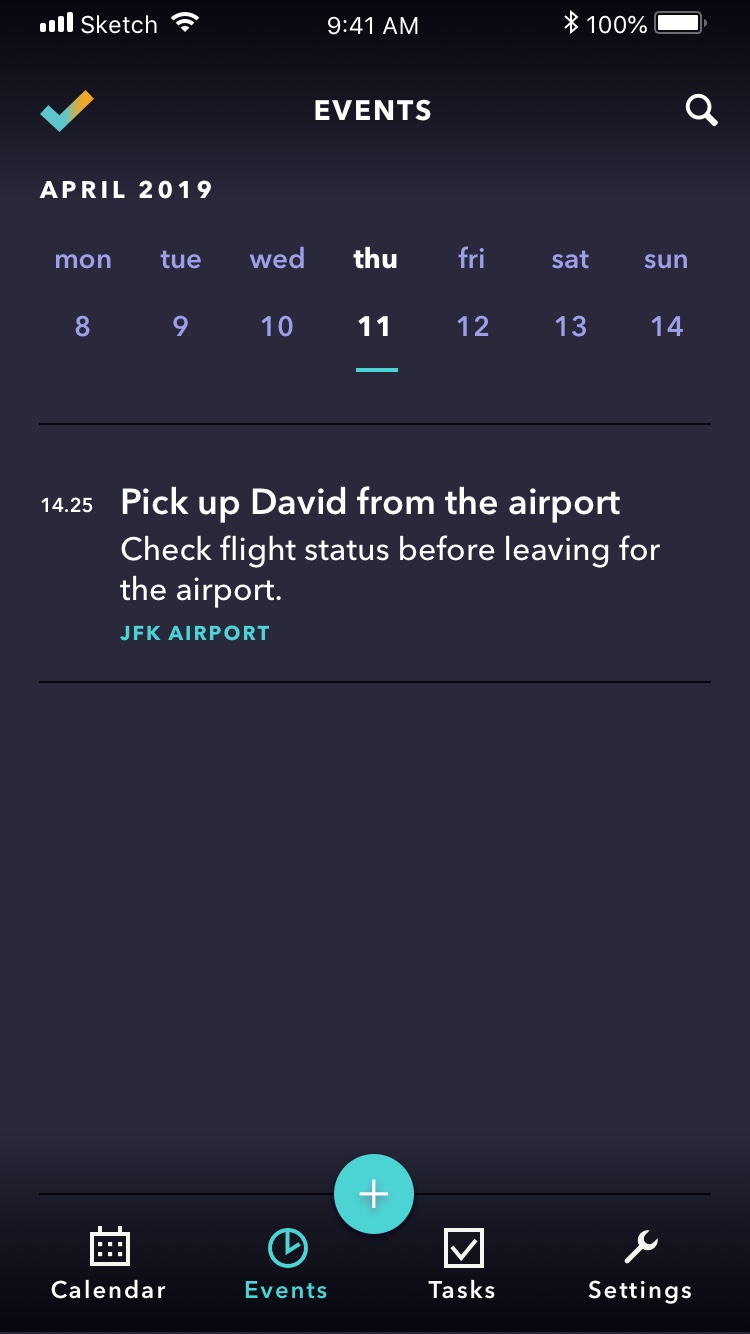 Sketch 9:41 AM 100%
EVENTS
APRIL 2019
mon tue wed thu fri sat sun
8 9 10 11 12 13 14
14.25 Pick up David from the airport
Check flight status before leaving for
the airport.
JFK AIRPORT
+
Calendar Events Tasks Settings